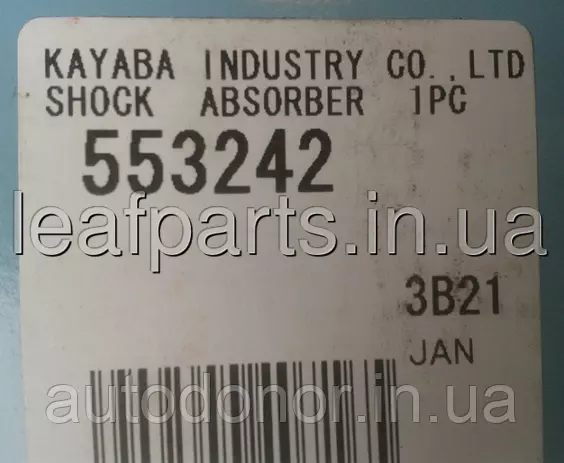 KAYABA INDUSTRY CO.,LTD
SHOCK ABSORBER 1PC
553242
leafparts.in.ua
3B21
JAN
autodonor.in.ua